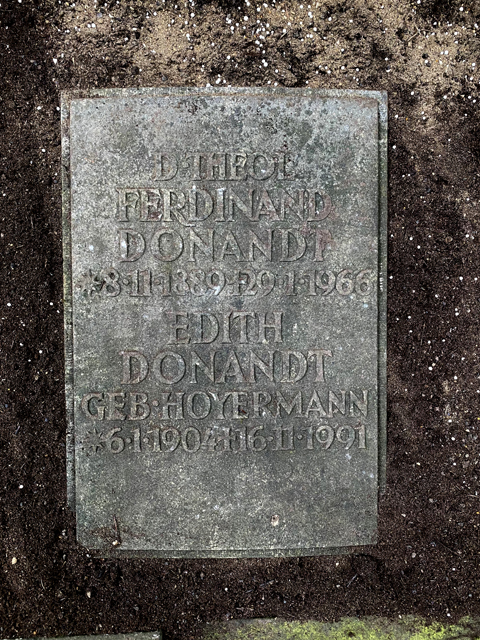 D·THEOL
FERDINAND
DONANDT
*8·11·1889·†29·1·1966
EDITH
DONANDT
GEB·HOYERMANN
*6·1·1904†16·11·1991